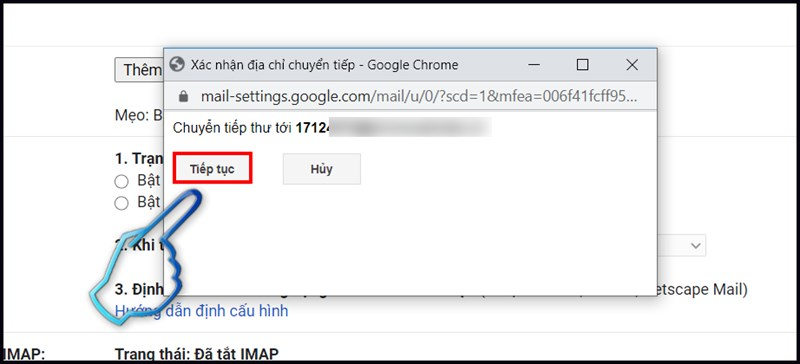 Thêm
Xác nhận địa chỉ chuyển tiếp - Google Chrome
mail-settings.google.com/mail/u/0/?scd=1&mfea=006f41fcff95...
Mẹo: B
Chuyển tiếp thư tới 1712
1. Trạn
Tiếp tục
Hủy
Bật
Bật
2. Khi t
3. Định
etscape Mail)
Hướng dẫn định cấu hình
IMAP:
Trạng thái: Đã tắt IMAP